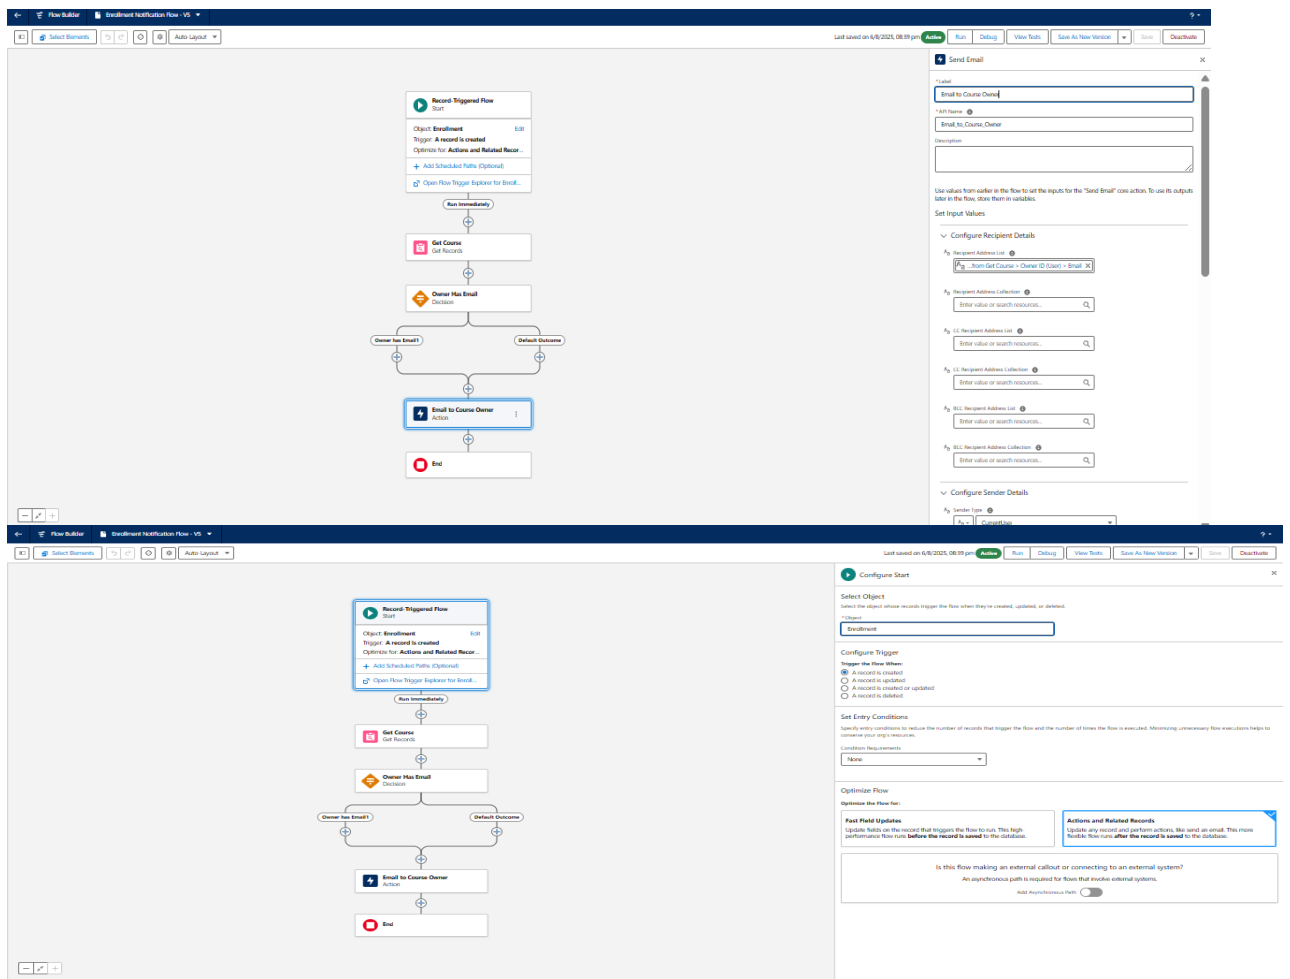 Flow Builder
Enrollment Notification Flow - V5
?
Select Elements
Auto-Layout
Last saved on 6/8/2025, 08:39 pm
Active
Run
Debug
View Tests
Save As New Version
Save
Deactivate
Record-Triggered Flow
Start
Object: Enrollment
Edit
Trigger: A record is created
Optimize for: Actions and Related Recor...
+ Add Scheduled Paths (Optional)
Open Flow Trigger Explorer for Enroll...
Run Immediately
Get Course
Get Records
Owner Has Email
Decision
Owner has Email1
Default Outcome
Email to Course Owner
Action
End
Send Email
* Label
Email to Course Owner
* API Name
Email_to_Course_Owner
Description
Use values from earlier in the flow to set the inputs for the "Send Email" core action. To use its outputs
later in the flow, store them in variables.
Set Input Values
Configure Recipient Details
Recipient Address List
...from Get Course > Owner ID (User) > Email
Recipient Address Collection
Enter value or search resources...
CC Recipient Address List
Enter value or search resources...
CC Recipient Address Collection
Enter value or search resources...
BCC Recipient Address List
Enter value or search resources...
BCC Recipient Address Collection
Enter value or search resources...
Configure Sender Details
Sender Type
CurrentUser
Flow Builder
Enrollment Notification Flow - V5
?
Select Elements
Auto-Layout
Last saved on 6/8/2025, 08:39 pm
Active
Run
Debug
View Tests
Save As New Version
Save
Deactivate
Record-Triggered Flow
Start
Object: Enrollment
Edit
Trigger: A record is created
Optimize for: Actions and Related Recor...
+ Add Scheduled Paths (Optional)
Open Flow Trigger Explorer for Enroll...
Run Immediately
Get Course
Get Records
Owner Has Email
Decision
Owner has Email1
Default Outcome
Email to Course Owner
Action
End
Configure Start
Select Object
Select the object whose records trigger the flow when they're created, updated, or deleted.
* Object
Enrollment
Configure Trigger
Trigger the Flow When:
A record is created
A record is updated
A record is created or updated
A record is deleted
Set Entry Conditions
Specify entry conditions to reduce the number of records that trigger the flow and the number of times the flow is executed. Minimizing unnecessary flow executions helps to
conserve your org's resources.
Condition Requirements
None
Optimize Flow
Optimize the Flow for:
Fast Field Updates
Update fields on the record that triggers the flow to run. This high-
performance flow runs before the record is saved to the database.
Actions and Related Records
Update any record and perform actions, like send an email. This more
flexible flow runs after the record is saved to the database.
Is this flow making an external callout or connecting to an external system?
An asynchronous path is required for flows that involve external systems.
Add Asynchronous Path